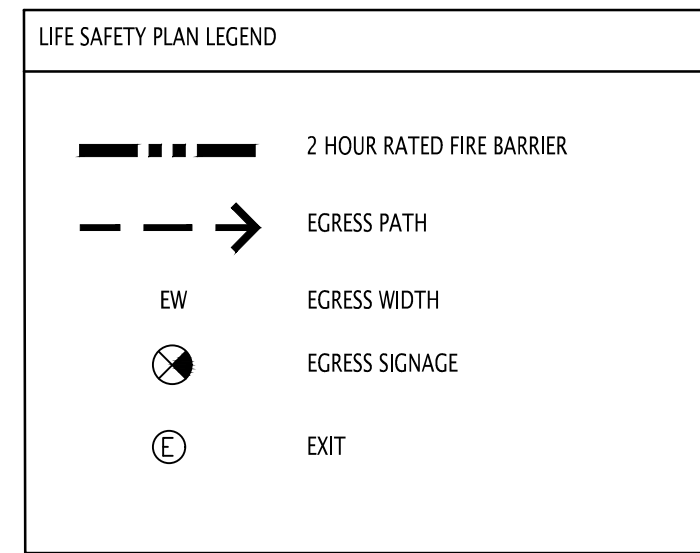 LIFE SAFETY PLAN LEGEND
2 HOUR RATED FIRE BARRIER
EGRESS PATH
EW EGRESS WIDTH
EGRESS SIGNAGE
E EXIT